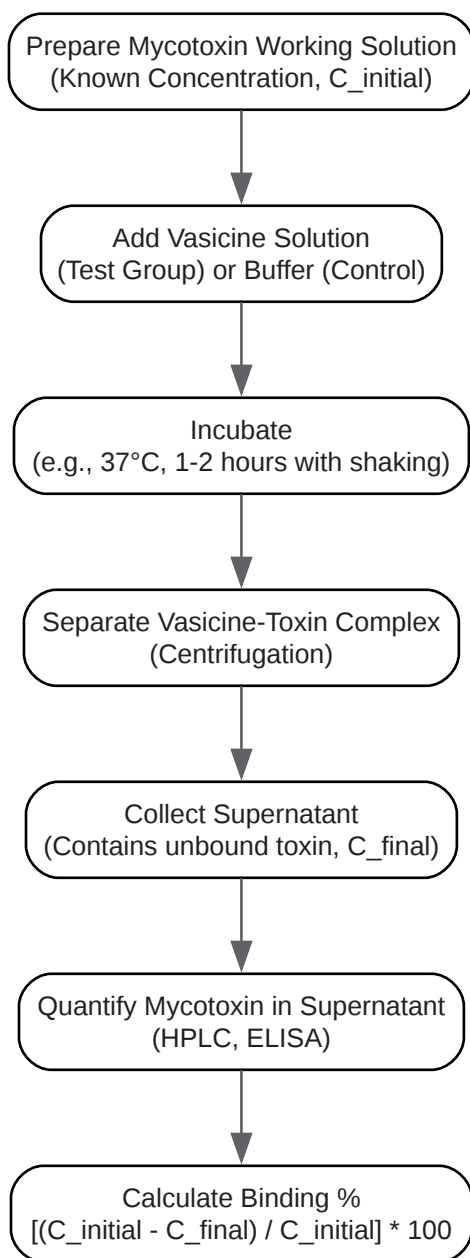 Prepare Mycotoxin Working Solution
(Known Concentration, C_initial)
Add Vasicine Solution
(Test Group) or Buffer (Control)
Incubate
(e.g., 37°C, 1-2 hours with shaking)
Separate Vasicine-Toxin Complex
(Centrifugation)
Collect Supernatant
(Contains unbound toxin, C_final)
Quantify Mycotoxin in Supernatant
(HPLC, ELISA)
Calculate Binding %
[(C_initial - C_final) / C_initial] * 100